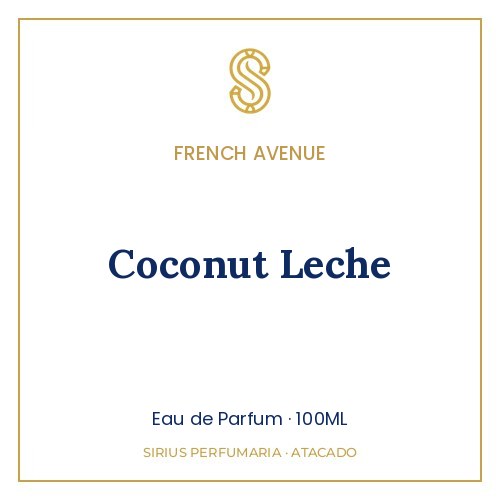 FRENCH AVENUE
Coconut Leche
Eau de Parfum · 100ML
SIRIUS PERFUMARIA · ATACADO